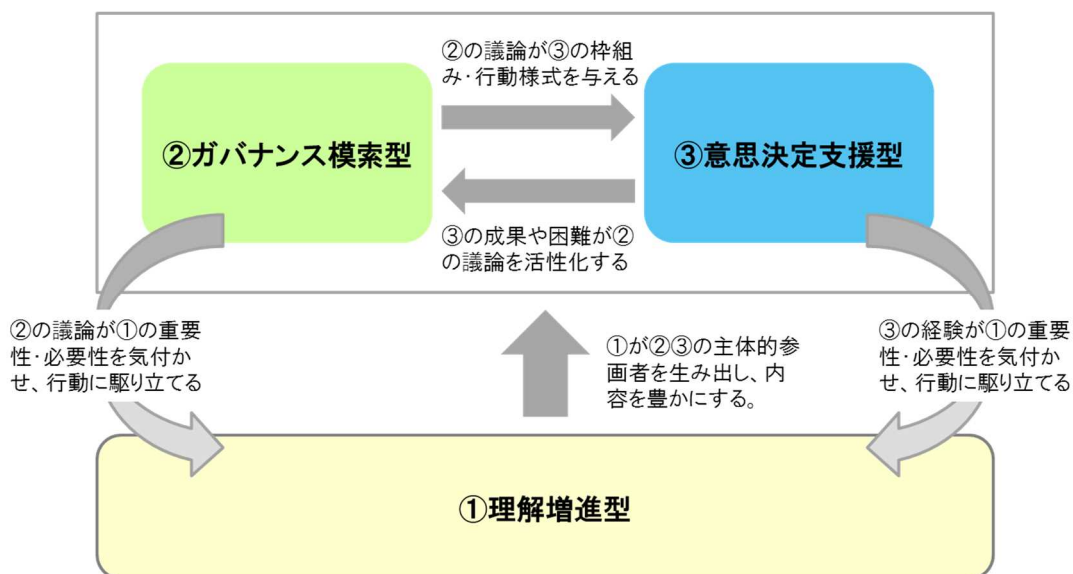 ②の議論が③の枠組
み・行動様式を与える
②ガバナンス模索型
③意思決定支援型
③の成果や困難が②
の議論を活性化する
②の議論が①の重要
性・必要性を気付か
せ、行動に駆り立てる
①が②③の主体的参
画者を生み出し、内
容を豊かにする。
③の経験が①の重要
性・必要性を気付か
せ、行動に駆り立てる
①理解増進型